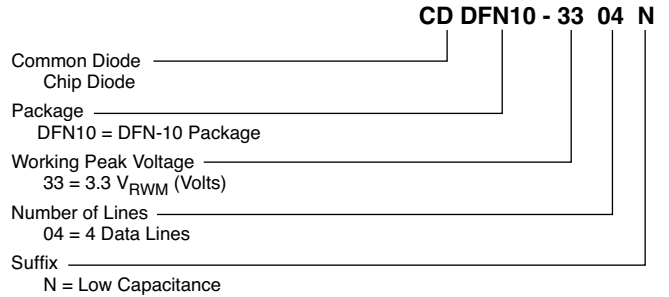 CD DFN10 - 33 04 N
Common Diode
Chip Diode
Package
DFN10 = DFN-10 Package
Working Peak Voltage
33 = 3.3 VRWM (Volts)
Number of Lines
04 = 4 Data Lines
Suffix
N = Low Capacitance